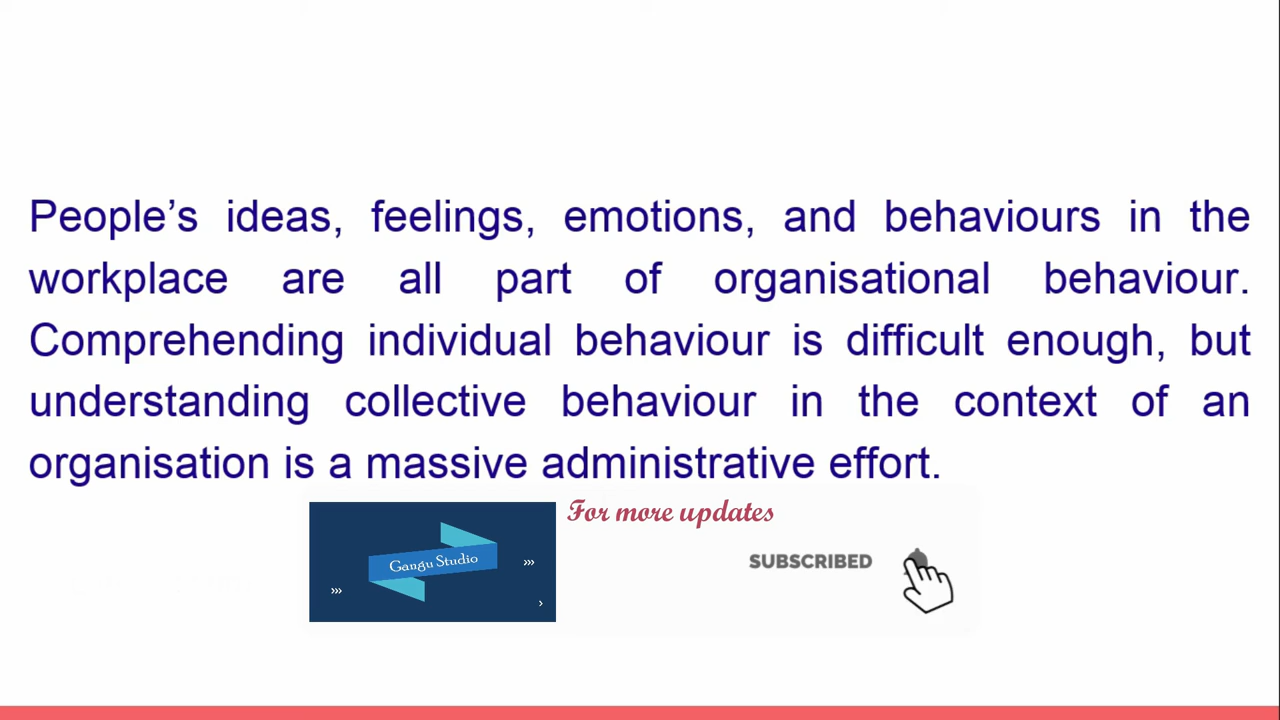 People’s ideas, feelings, emotions, and behaviours in the
workplace are all part of organisational behaviour.
Comprehending individual behaviour is difficult enough, but
understanding collective behaviour in the context of an
organisation is a massive administrative effort.
For more updates
Gangu Studio
SUBSCRIBED